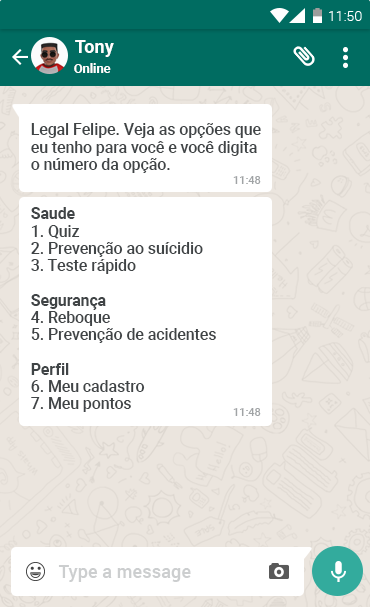 11:50
Tony
Online
Legal Felipe. Veja as opções que
eu tenho para você e você digita
o número da opção.
11:48
Saude
1. Quiz
2. Prevenção ao suícidio
3. Teste rápido
Segurança
4. Reboque
5. Prevenção de acidentes
Perfil
6. Meu cadastro
7. Meu pontos
11:48
Type a message